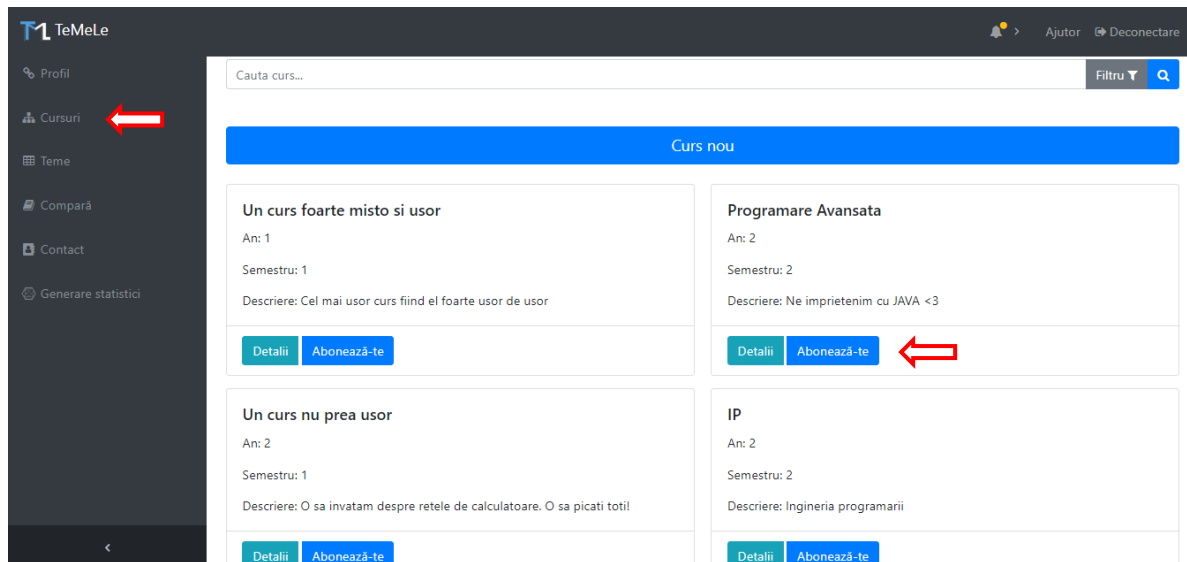 TeMeLe
Ajutor Deconectare
Profil
Cursuri
Teme
Compară
Contact
Generare statistici
Cauta curs...
Filtru
Curs nou
Un curs foarte misto si usor
An: 1
Semestru: 1
Descriere: Cel mai usor curs fiind el foarte usor de usor
Detalii Abonează-te
Programare Avansata
An: 2
Semestru: 2
Descriere: Ne imprietenim cu JAVA <3
Detalii Abonează-te
Un curs nu prea usor
An: 2
Semestru: 1
Descriere: O sa invatam despre retele de calculatoare. O sa picati toti!
Detalii Abonează-te
IP
An: 2
Semestru: 2
Descriere: Ingineria programarii
Detalii Abonează-te